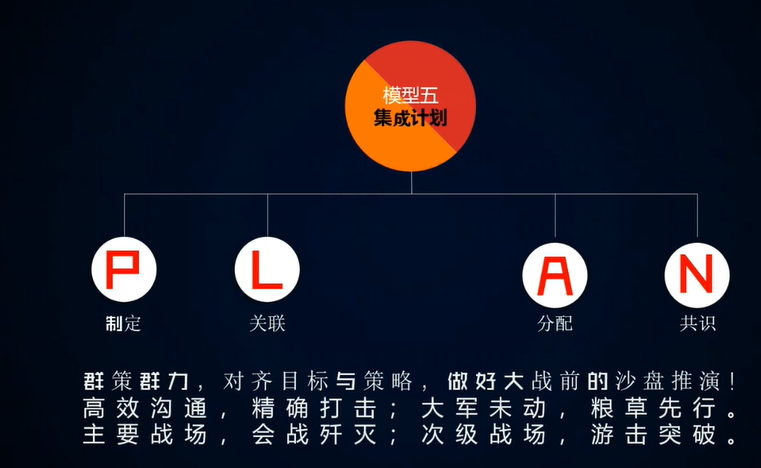 模型五
集成计划
P
L
A
N
制定
关联
分配
共识
群策群力，对齐目标与策略，做好大战前的沙盘推演！
高效沟通，精确打击；大军未动，粮草先行。
主要战场，会战歼灭；次级战场，游击突破。